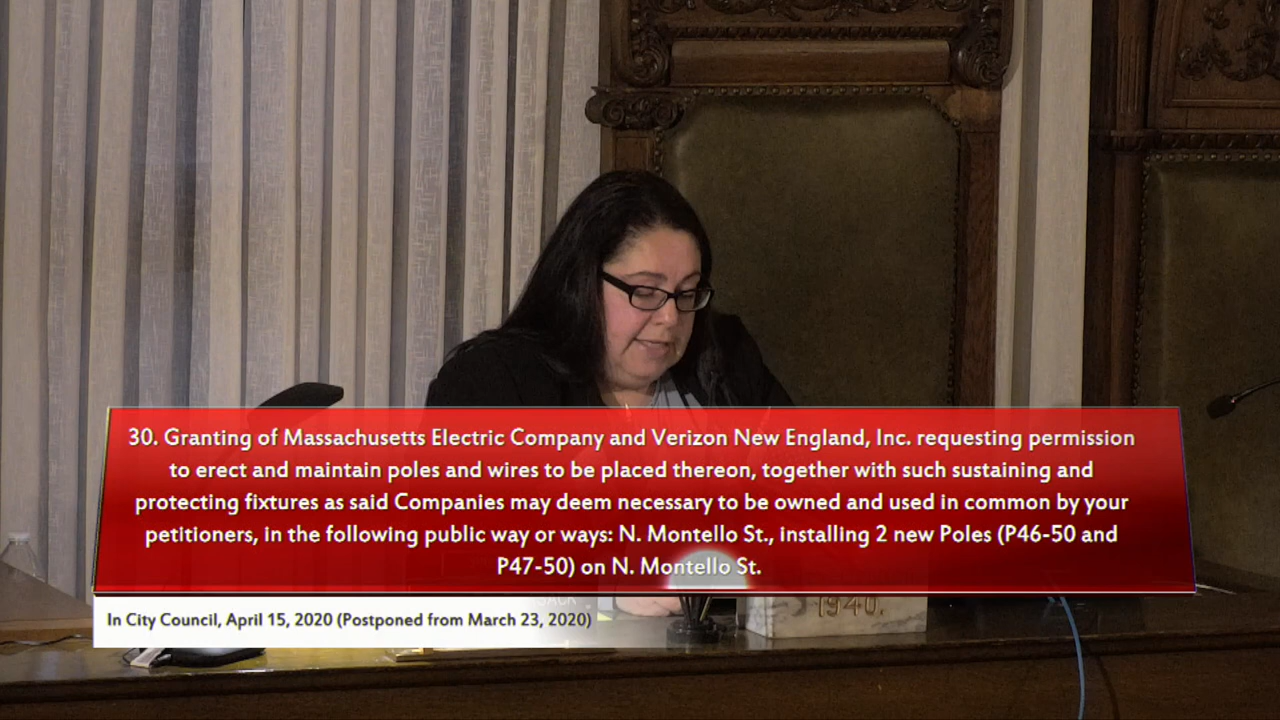 30. Granting of Massachusetts Electric Company and Verizon New England, Inc. requesting permission
to erect and maintain poles and wires to be placed thereon, together with such sustaining and
protecting fixtures as said Companies may deem necessary to be owned and used in common by your
petitioners, in the following public way or ways: N. Montello St., installing 2 new Poles (P46-50 and
P47-50) on N. Montello St.
In City Council, April 15, 2020 (Postponed from March 23, 2020)
1940.